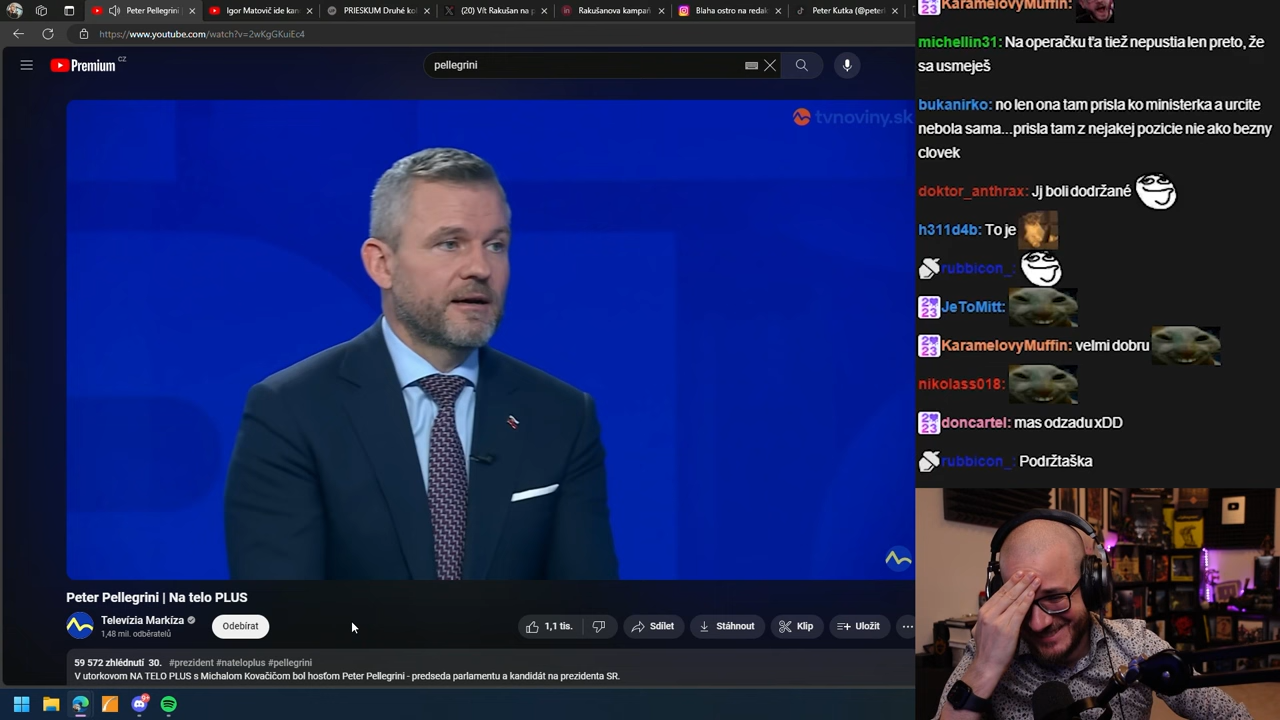 Peter Pellegrini |
Igor Matovič ide kan
PRIESKUM Druhé kol
(20) Vít Rakušan na
Rakušanova kampaň
Blaha ostro na redak
Peter Kutka (@peter
https://www.youtube.com/watch?v=2wKgGKuiEc4
Premium CZ
pellegrini
tvnoviny.sk
Peter Pellegrini | Na telo PLUS
Televízia Markíza
1,48 mil. odběratelů
Odebírat
1,1 tis.
Sdílet
Stáhnout
Klip
Uložit
59 572 zhlédnutí 30. #prezident #nateloplus #pellegrini
V utorkovom NA TELO PLUS s Michalom Kovačičom bol hosťom Peter Pellegrini - predseda parlamentu a kandidát na prezidenta SR.
KaramelovyMuffin:
michellin31: Na operačku ťa tiež nepustia len preto, že
sa usmeješ
bukanirko: no len ona tam prisla ko ministerka a urcite
nebola sama...prisla tam z nejakej pozicie nie ako bezny
clovek
doktor_anthrax: Jj boli dodržané
h311d4b: To je
rubbicon_:
JeToMitt:
KaramelovyMuffin: velmi dobru
nikolass018:
doncartel: mas odzadu xDD
rubbicon_: Podržtaška